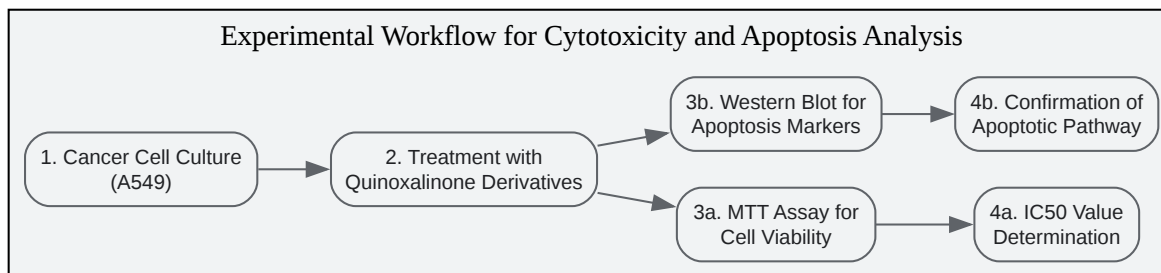 Experimental Workflow for Cytotoxicity and Apoptosis Analysis
1. Cancer Cell Culture
(A549)
2. Treatment with
Quinoxalinone Derivatives
3b. Western Blot for
Apoptosis Markers
4b. Confirmation of
Apoptotic Pathway
3a. MTT Assay for
Cell Viability
4a. IC50 Value
Determination